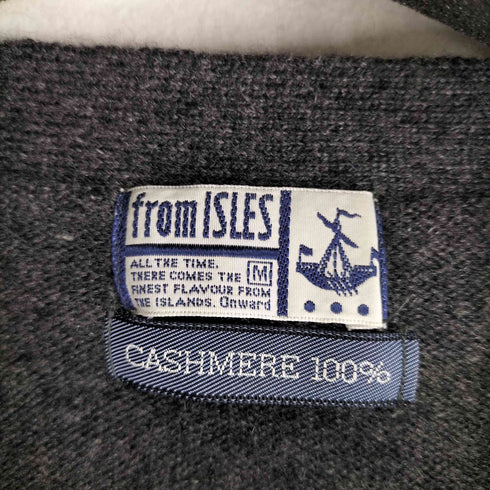 from ISLES
ALL THE TIME,
THERE COMES THE M
FINEST FLAVOUR FROM
THE ISLANDS. Onward
CASHMERE 100%